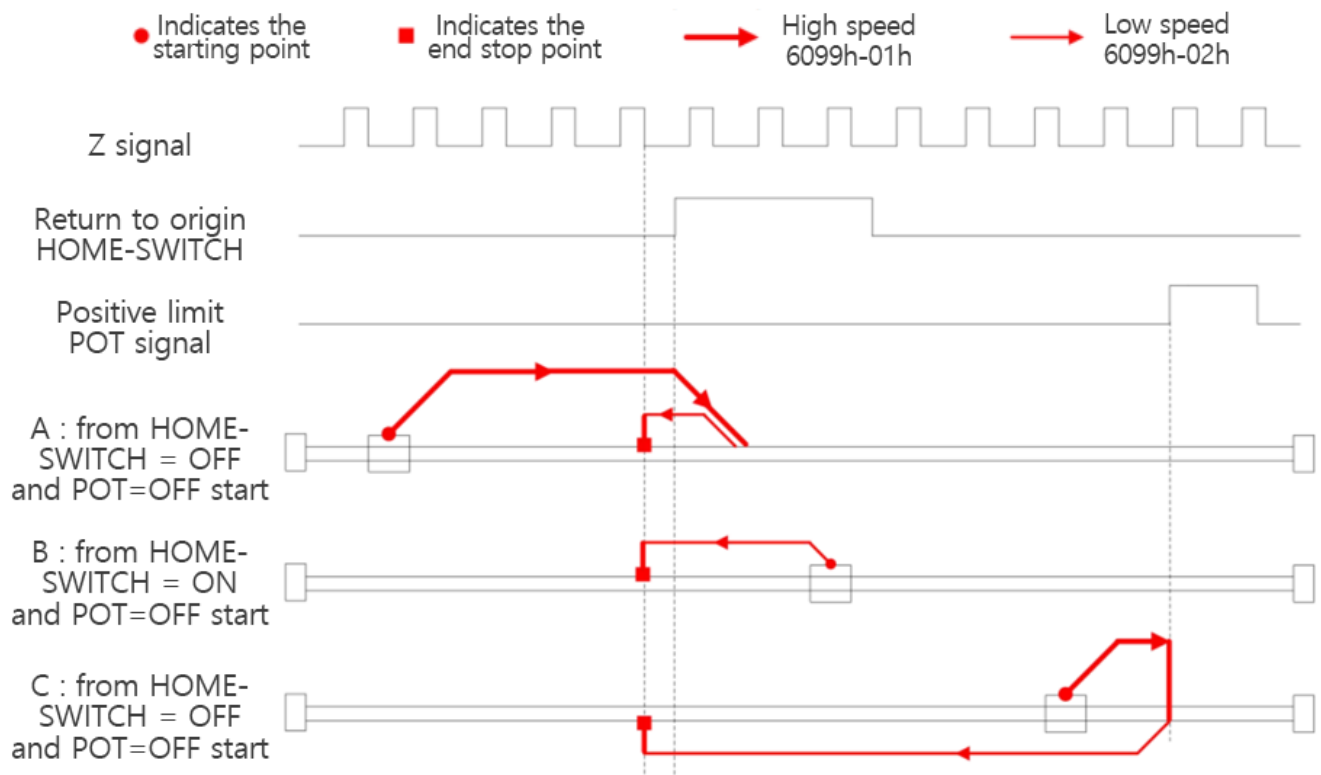 Indicates the
starting point
Indicates the
end stop point
High speed
6099h-01h
Low speed
6099h-02h
Z signal
Return to origin
HOME-SWITCH
Positive limit
POT signal
A : from HOME-
SWITCH = OFF
and POT=OFF start
B : from HOME-
SWITCH = ON
and POT=OFF start
C : from HOME-
SWITCH = OFF
and POT=OFF start